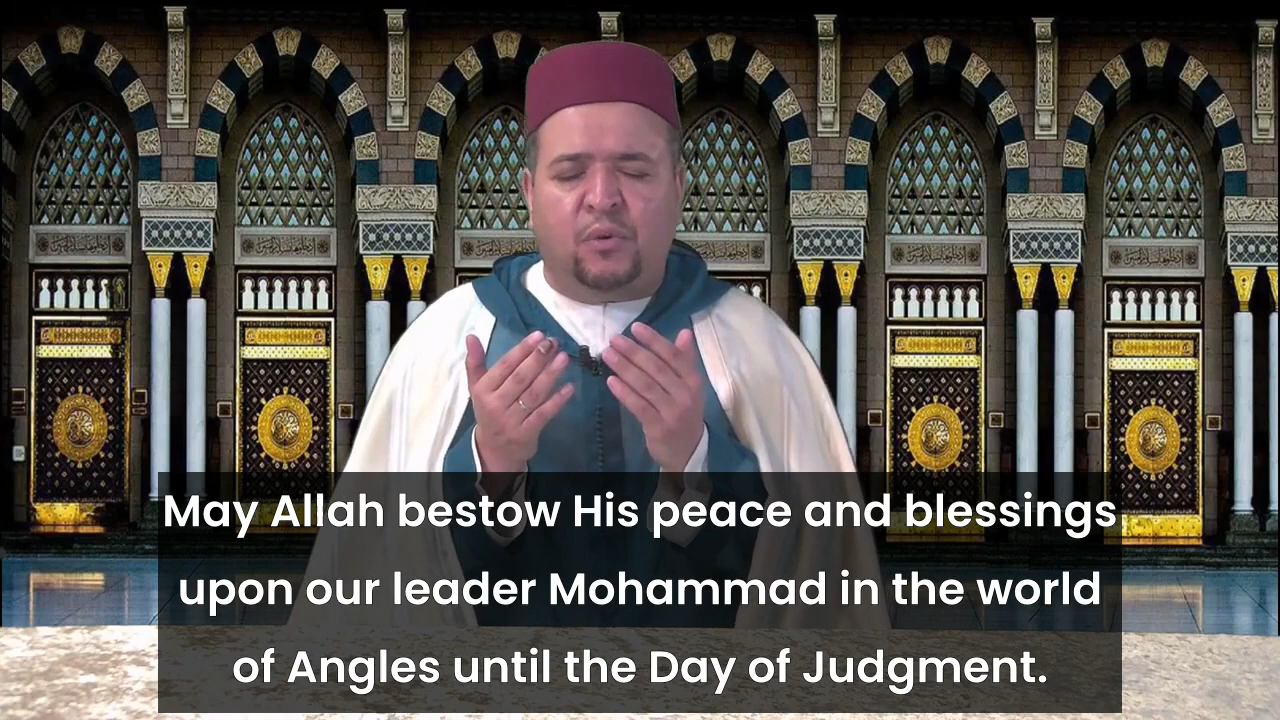 May Allah bestow His peace and blessings
upon our leader Mohammad in the world
of Angles until the Day of Judgment.